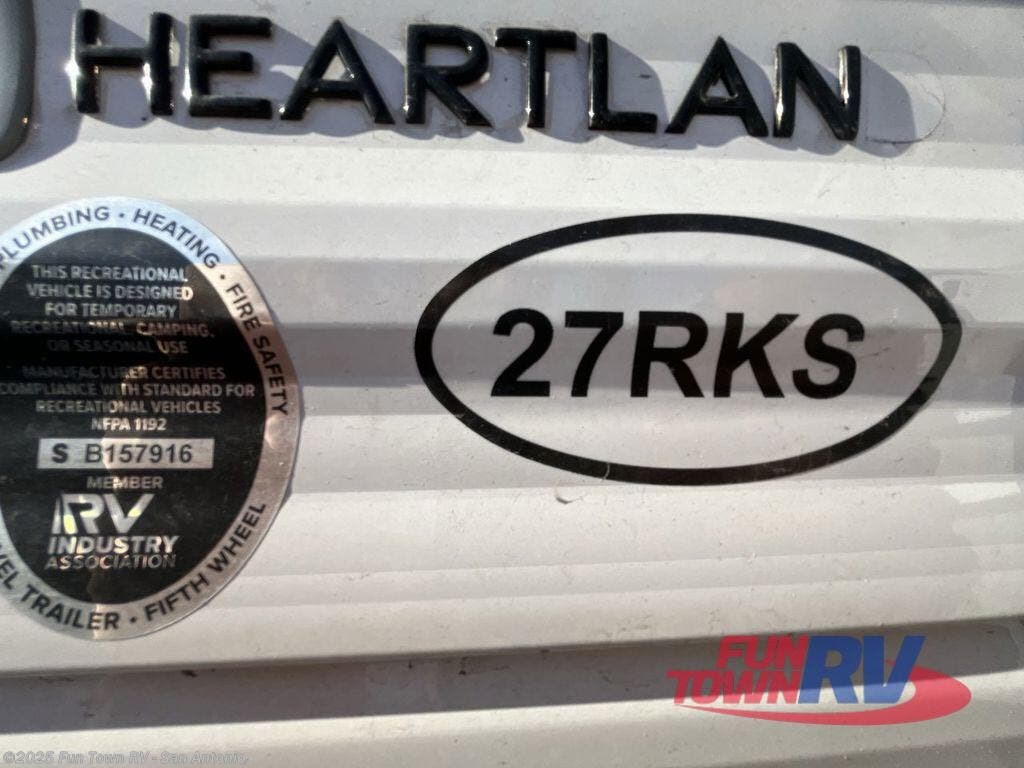 HEARTLAN
PLUMBING · HEATING · FIRE SAFETY
THIS RECREATIONAL
VEHICLE IS DESIGNED
FOR TEMPORARY
RECREATIONAL, CAMPING,
OR SEASONAL USE
MANUFACTURER CERTIFIES
COMPLIANCE WITH STANDARD FOR
RECREATIONAL VEHICLES
NFPA 1192
S B157916
MEMBER
RV
INDUSTRY
ASSOCIATION
VEL TRAILER · FIFTH WHEEL
27RKS
FUN
TOWN RV
©2025 Fun Town RV - San Antonio,